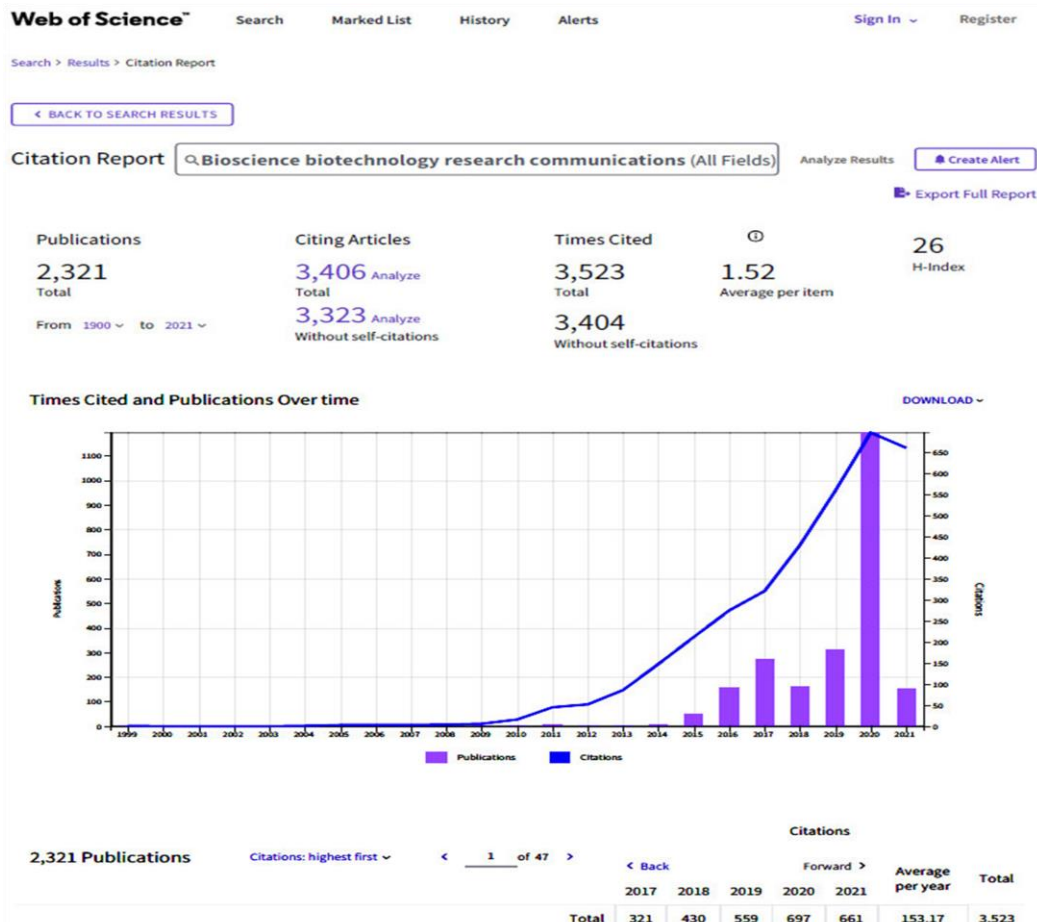 Web of Science™ Search Marked List History Alerts Sign In Register
Search > Results > Citation Report
< BACK TO SEARCH RESULTS
Citation Report Bioscience biotechnology research communications (All Fields) Analyze Results Create Alert
Export Full Report
Publications Citing Articles Times Cited 26
2,321 3,406 Analyze 3,523 1.52 H-Index
Total Total Total Average per item
From 1900 to 2021 3,323 Analyze 3,404
Without self-citations Without self-citations
Times Cited and Publications Over time DOWNLOAD
1100 650
1000 600
900 550
800 500
700 450
600 400
500 350
400 300
300 250
200 200
100 150
0 100
50
0
Publications
Citations
1999 2000 2001 2002 2003 2004 2005 2006 2007 2008 2009 2010 2011 2012 2013 2014 2015 2016 2017 2018 2019 2020 2021
Publications Citations
Citations
2,321 Publications Citations: highest first < 1 of 47 > < Back Forward > Average per year Total
2017 2018 2019 2020 2021
Total 321 430 559 697 661 153.17 3,523